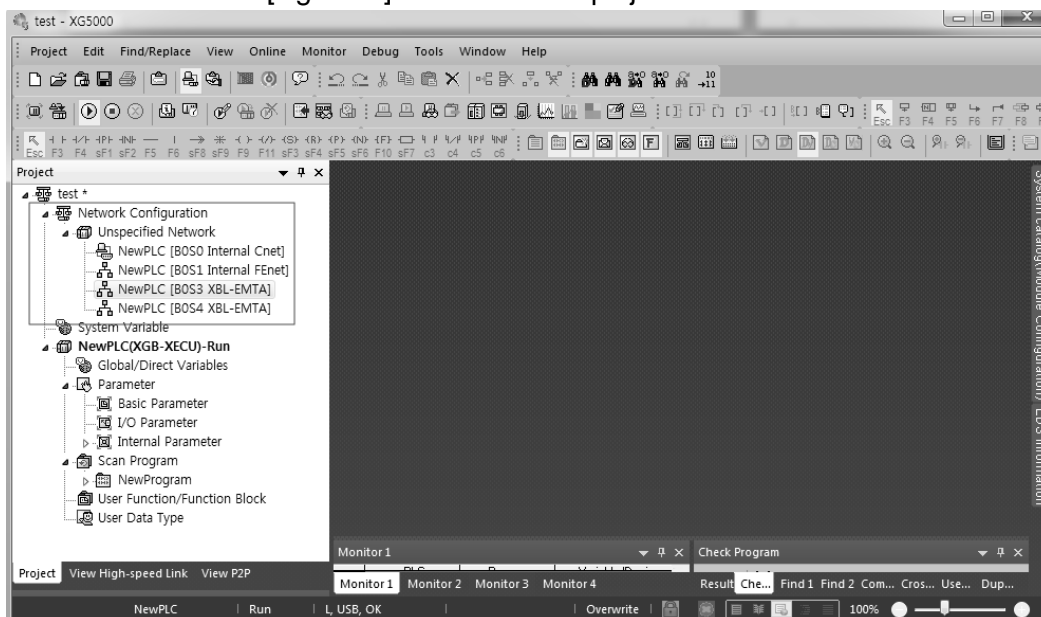 test - XG5000
Project Edit Find/Replace View Online Monitor Debug Tools Window Help
Esc F3 F4 F5 F6 F7 F8
Esc F3 F4 sF1 sF2 F5 F6 sF8 sF9 F9 F11 sF3 sF4 sF5 sF6 F10 sF7 c3 c4 c5 c6
Project
test *
Network Configuration
Unspecified Network
NewPLC [B0S0 Internal Cnet]
NewPLC [B0S1 Internal FEnet]
NewPLC [B0S3 XBL-EMTA]
NewPLC [B0S4 XBL-EMTA]
System Variable
NewPLC(XGB-XECU)-Run
Global/Direct Variables
Parameter
Basic Parameter
I/O Parameter
Internal Parameter
Scan Program
NewProgram
User Function/Function Block
User Data Type
System Catalog(Module Configuration)
EDS Information
Monitor 1
Check Program
Project View High-speed Link View P2P
Monitor 1 Monitor 2 Monitor 3 Monitor 4
Result Che... Find 1 Find 2 Com... Cros... Use... Dup...
NewPLC Run L, USB, OK Overwrite 100%